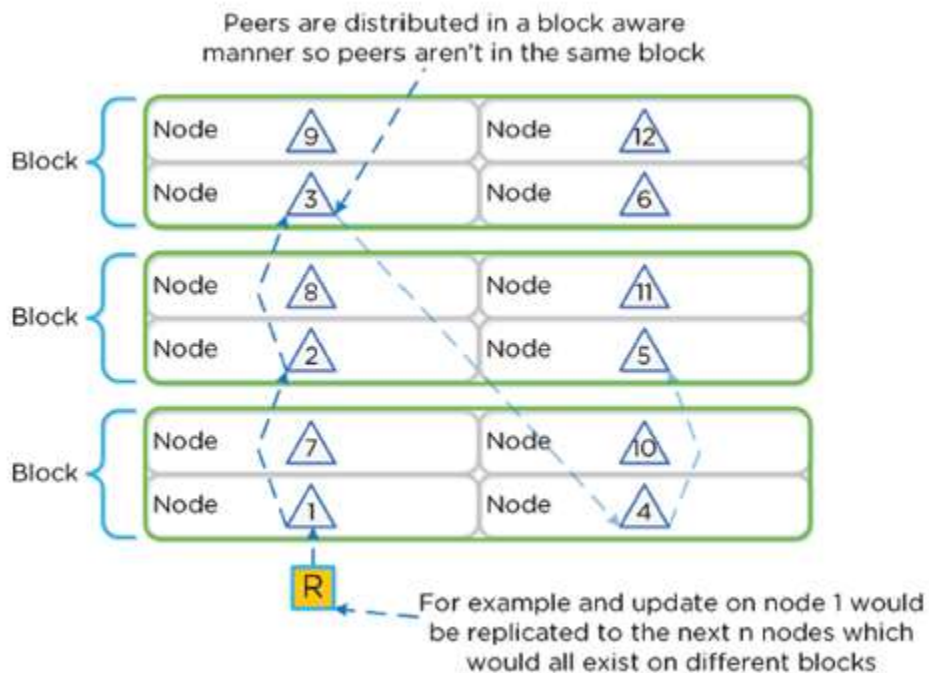 Peers are distributed in a block aware
manner so peers aren't in the same block
Block
Node 9 Node 12
Node 3 Node 6
Block
Node 8 Node 11
Node 2 Node 5
Block
Node 7 Node 10
Node 1 Node 4
R
For example and update on node 1 would
be replicated to the next n nodes which
would all exist on different blocks